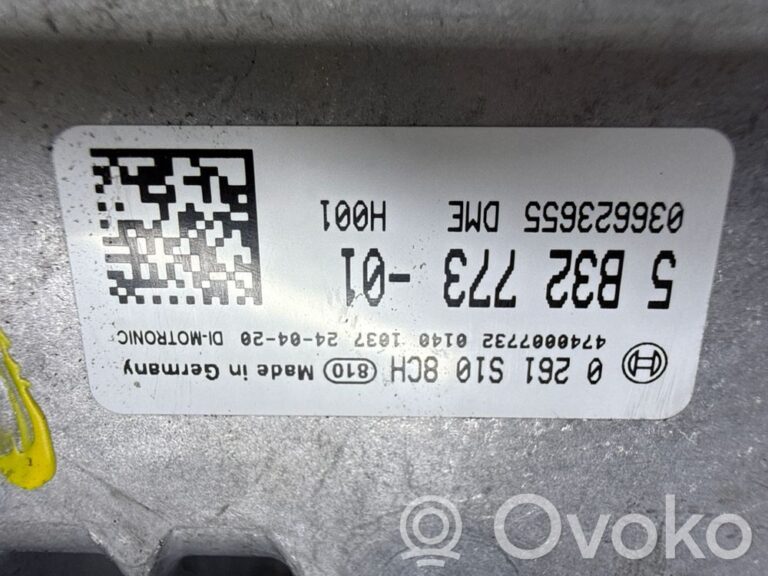 0 261 S10 8CH 810 Made in Germany
4740007732 0140 1037 24-04-20 DI-MOTRONIC
5 B32 773 -01
036623655 DME H001
Ovoko